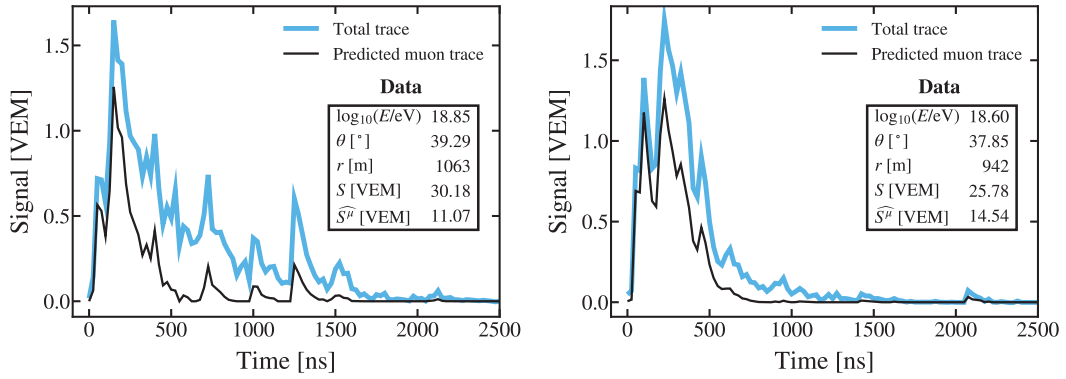 Total trace
Predicted muon trace
Data
log₁₀(E/eV) 18.85
θ [°] 39.29
r [m] 1063
S [VEM] 30.18
S^μ [VEM] 11.07
Signal [VEM]
1.5
1.0
0.5
0.0
0 500 1000 1500 2000 2500
Time [ns]
Total trace
Predicted muon trace
Data
log₁₀(E/eV) 18.60
θ [°] 37.85
r [m] 942
S [VEM] 25.78
S^μ [VEM] 14.54
Signal [VEM]
1.5
1.0
0.5
0.0
0 500 1000 1500 2000 2500
Time [ns]